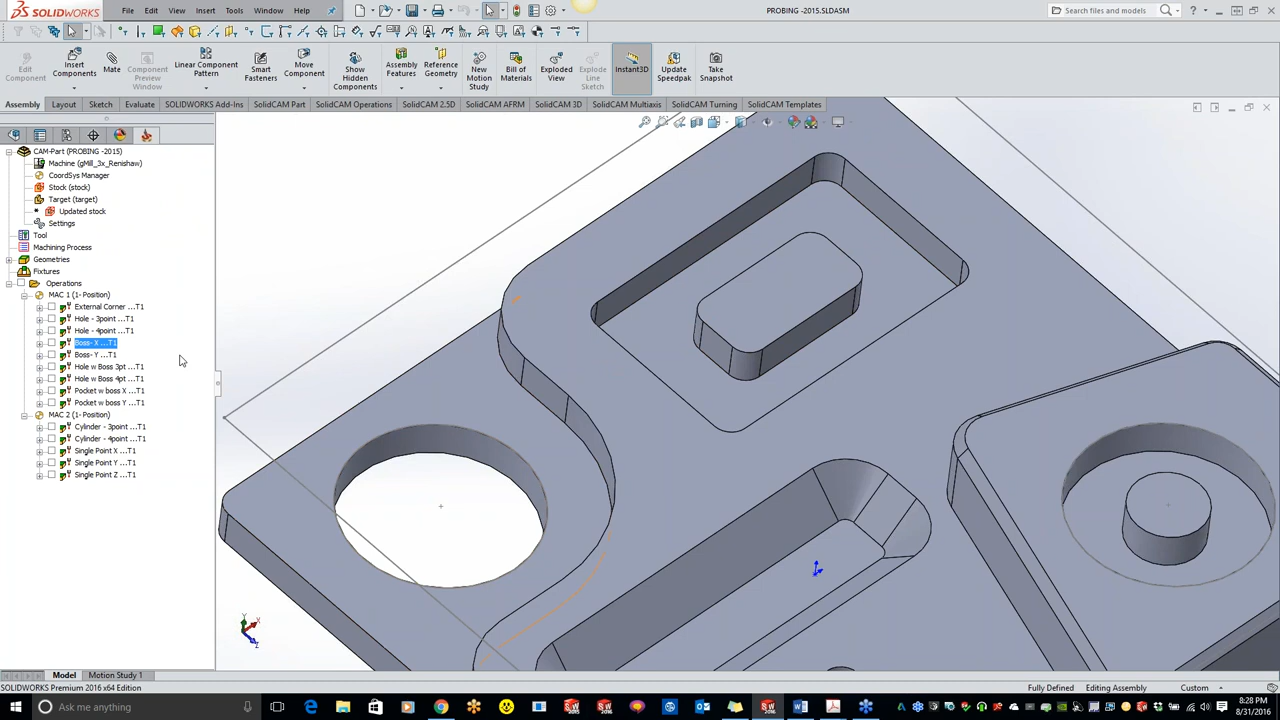 SOLIDWORKS
File Edit View Insert Tools Window Help
PROBING -2015.SLDASM
Search files and models
Edit Component
Insert Components
Mate
Component Preview Window
Linear Component Pattern
Smart Fasteners
Move Component
Show Hidden Components
Assembly Features
Reference Geometry
New Motion Study
Bill of Materials
Exploded View
Explode Line Sketch
Instant3D
Update Speedpak
Take Snapshot
Assembly Layout Sketch Evaluate SOLIDWORKS Add-Ins SolidCAM Part SolidCAM Operations SolidCAM 2.5D SolidCAM AFRM SolidCAM 3D SolidCAM Multiaxis SolidCAM Turning SolidCAM Templates
CAM-Part (PROBING -2015)
Machine (gMill_3x_Renishaw)
CoordSys Manager
Stock (stock)
Target (target)
Updated stock
Settings
Tool
Machining Process
Geometries
Fixtures
Operations
MAC 1 (1- Position)
External Corner ...T1
Hole - 3point ...T1
Hole - 4point ...T1
Boss- X ...T1
Boss- Y ...T1
Hole w Boss 3pt ...T1
Hole w Boss 4pt ...T1
Pocket w boss X ...T1
Pocket w boss Y ...T1
MAC 2 (1- Position)
Cylinder - 3point ...T1
Cylinder - 4point ...T1
Single Point X ...T1
Single Point Y ...T1
Single Point Z ...T1
Model Motion Study 1
SOLIDWORKS Premium 2016 x64 Edition
Fully Defined Editing Assembly Custom
Ask me anything
8:28 PM
8/31/2016